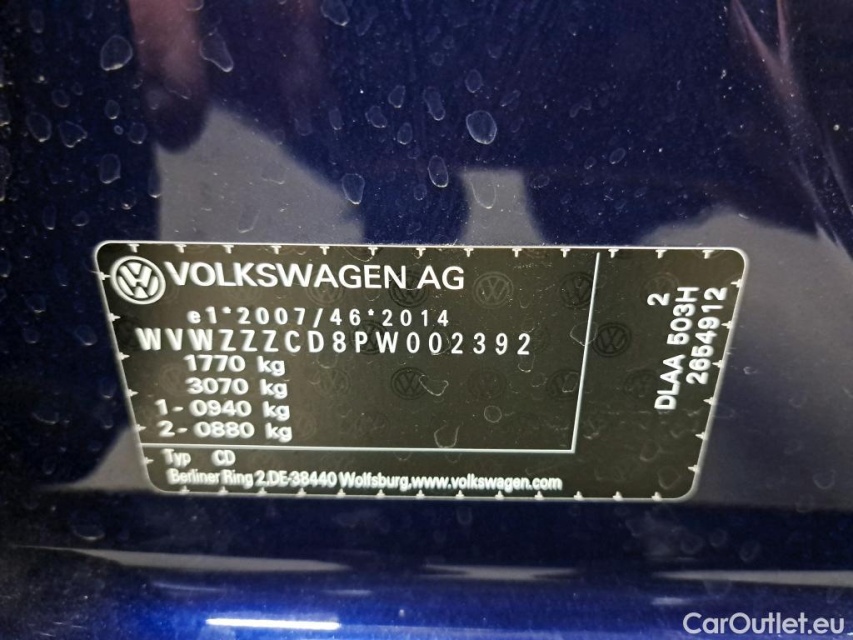 VOLKSWAGEN AG
e1*2007/46*2014
WVWZZZCD8PW002392
1770 kg
3070 kg
1-0940 kg
2-0880 kg
Typ CD
Berliner Ring 2,DE-38440 Wolfsburg,www.volkswagen.com
2
DLAA 503H
2654912
CarOutlet.eu